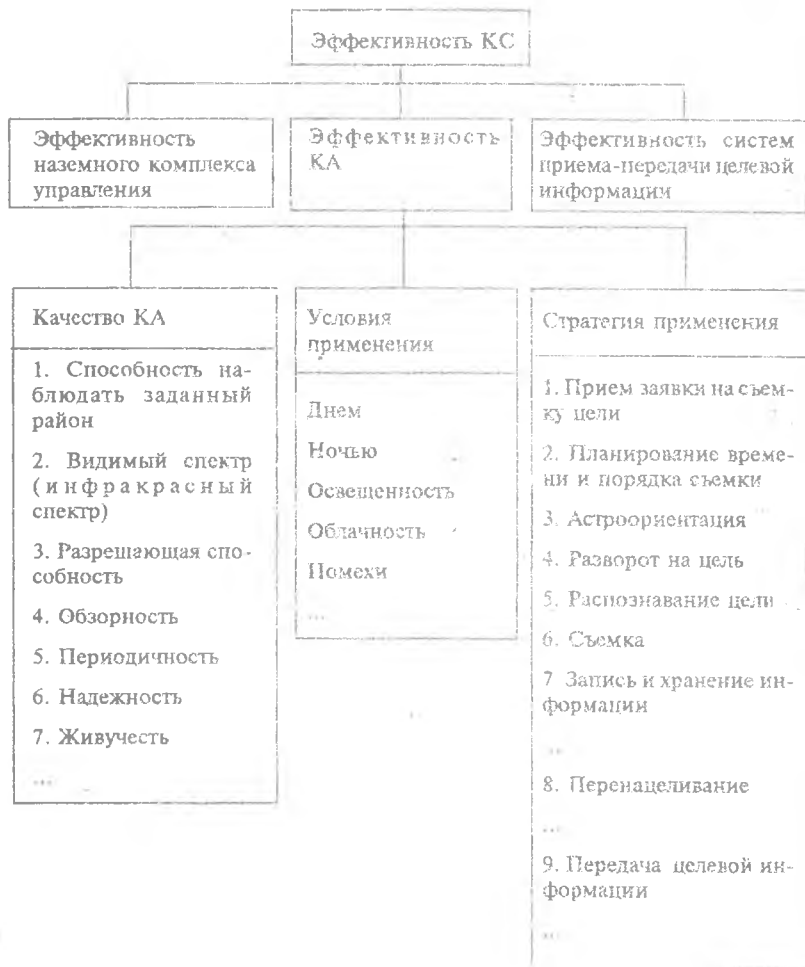 Эффективность КС
Эффективность
наземного комплекса
управления
Эффективность
КА
Эффективность систем
приема-передачи целевой
информации
Качество КА
1. Способность на-
блюдать заданный
район
2. Видимый спектр
(инфракрасный
спектр)
3. Разрешающая спо-
собность
4. Обзорность
5. Периодичность
6. Надежность
7. Живучесть
...
Условия
применения
Днем
Ночью
Освещенность
Облачность
Помехи
...
Стратегия применения
1. Прием заявки на съем-
ку цели
2. Планирование време-
ни и порядка съемки
3. Астроориентация
4. Разворот на цель
5. Распознавание цели
6. Съемка
7 Запись и хранение ин-
формации
...
8. Перенацеливание
...
9. Передача целевой ин-
формации
...